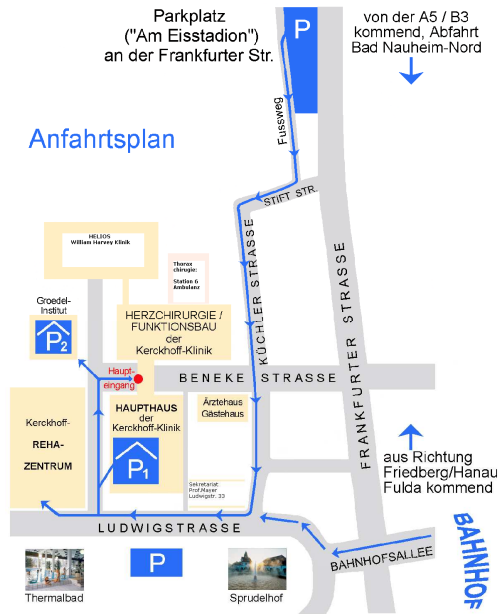 Parkplatz
("Am Eisstadion")
an der Frankfurter Str.
P
von der A5 / B3
kommend, Abfahrt
Bad Nauheim-Nord
Anfahrtsplan
Fussweg
STIFT STR.
KÜCHLER STRASSE
FRANKFURTER STRASSE
HELIOS
William Harvey Klinik
Thorax
chirurgie:
Station 6
Ambulanz
Groedel-
Institut
P2
HERZCHIRURGIE /
FUNKTIONSBAU
der
Kerckhoff-Klinik
Haupt-
eingang
BENEKE STRASSE
HAUPTHAUS
der
Kerckhoff-Klinik
P1
Ärztehaus
Gästehaus
Kerckhoff-
REHA-
ZENTRUM
Sekretariat
Prof.Mayer
Ludwigstr. 33
aus Richtung
Friedberg/Hanau
Fulda kommend
LUDWIGSTRASSE
BAHNHOFSALLEE
BAHNHOF
P
Thermalbad
Sprudelhof